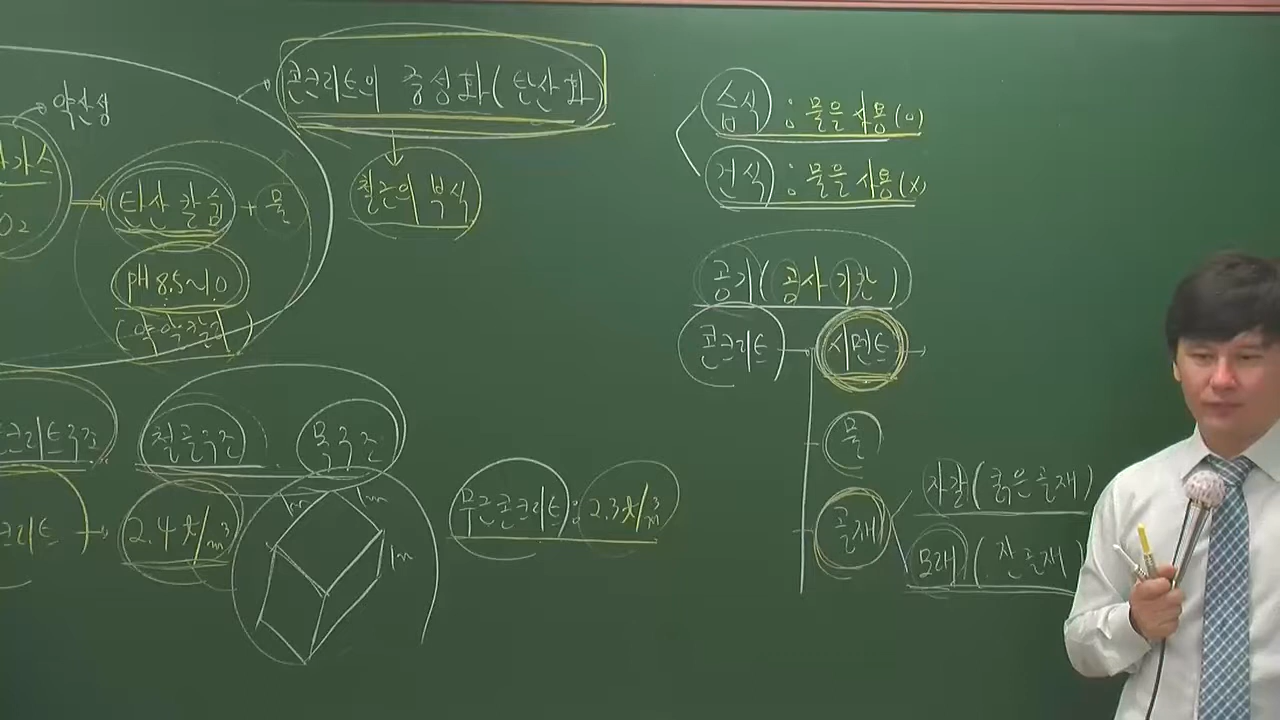 콘크리트의 중성화(탄산화
약산성
가스
O2
탄산칼슘 + 물
pH 8.5~10
(약알칼리)
철근의 부식
습식 : 물을 사용(O)
건식 : 물을 사용(X)
공기(공사기간)
콘크리트 시멘트
물
골재
자갈(굵은골재)
모래(잔골재)
크리트구조 철골구조 목구조
크리트 → 2.4t/m³
1m 1m
1m
무근콘크리트 : 2.3t/m³